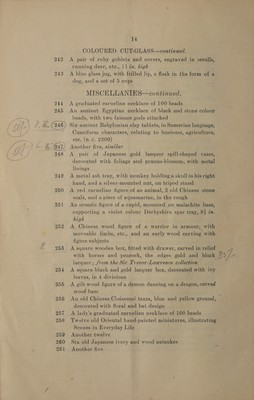 14
COLOURED CUT-GLASS—continued.
242 A pair of ruby goblets and covers, engraved in scrolls,
running deer, etc., 11 in. high
243 A blue glass jug, with frilled lip, a flask in the form of a
dog, and a set of 5 cups
MISCELLANIES—continued.
244 A graduated carnelian necklace of 100 beads
245 An ancient Egyptian necklace of black and stone colour
beads, with two famous gods attached
246 Six ancient Babylonian clay tablets, in Sumerian language,
Cuneiform characters, relating to business, agriculture,
etc. (B.C. 2200)
247 Another five, similar
248 A pair of Japanese gold lacquer spill-shaped vases,
decorated with foliage and prunus-blossom, with metal
linings
249 A metal ash tray, with monkey holding a skull in his right
hand, and a silver-mounted nut, on tripod stand
250 A red carnelian figure of an animal, 2 old Chinese stone
seals, and a piece of aquamarine, in the rough
251 An ormolu figure of a cupid, mounted on malachite base,
supporting a violet colour Derbyshire spar tray, 8½ in.
high
252 A Chinese wood figure of a warrior in armour, with
moveable limbs, etc., and an early wood carving with
figure subjects
253 A square wooden box, fitted with drawer, carved in relief
with horses and peacock, the edges gold and black
lacquer; from the Sir Trevor-Lawrence collection
254 A square black and gold lacquer box, decorated with ivy
leaves, in 4 divisions
255 A gilt wood figure of a demon dancing on a dragon, carved
wood base
256 An old Chinese Cloisonné tazza, blue and yellow ground,
decorated with floral and bat design
257 A lady's graduated carnelian necklace of 100 beads
258 Twelve old Oriental hand-painted miniatures, illustrating
Scenes in Everyday Life
259 Another twelve
260 Six old Japanese ivory and wood netsukes
261 Another five